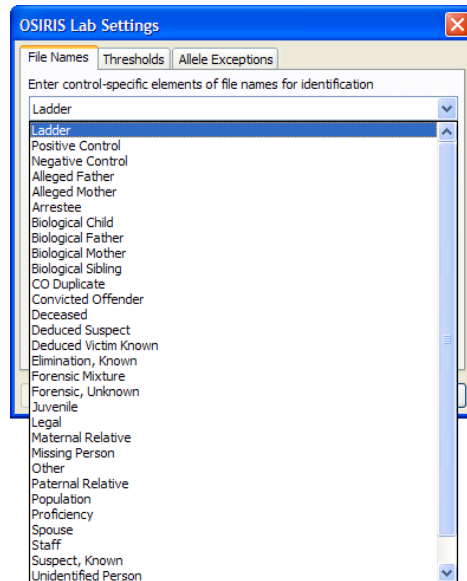 OSIRIS Lab Settings
File Names Thresholds Allele Exceptions
Enter control-specific elements of file names for identification
Ladder
Ladder
Positive Control
Negative Control
Alleged Father
Alleged Mother
Arrestee
Biological Child
Biological Father
Biological Mother
Biological Sibling
CO Duplicate
Convicted Offender
Deceased
Deduced Suspect
Deduced Victim Known
Elimination, Known
Forensic Mixture
Forensic, Unknown
Juvenile
Legal
Maternal Relative
Missing Person
Other
Paternal Relative
Population
Proficiency
Spouse
Staff
Suspect, Known
Unidentified Person